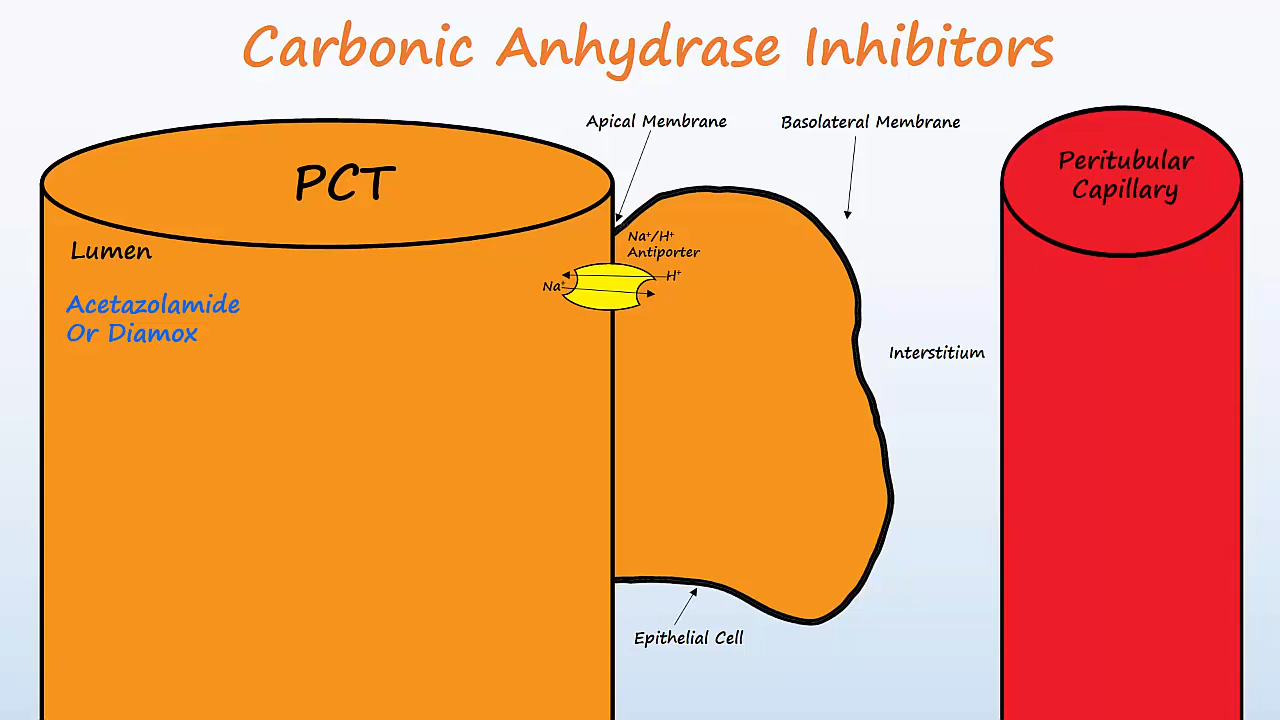 Carbonic Anhydrase Inhibitors
Apical Membrane
Basolateral Membrane
PCT
Peritubular
Capillary
Lumen
Na⁺/H⁺
Antiporter
H⁺
Na⁺
Acetazolamide
Or Diamox
Interstitium
Epithelial Cell